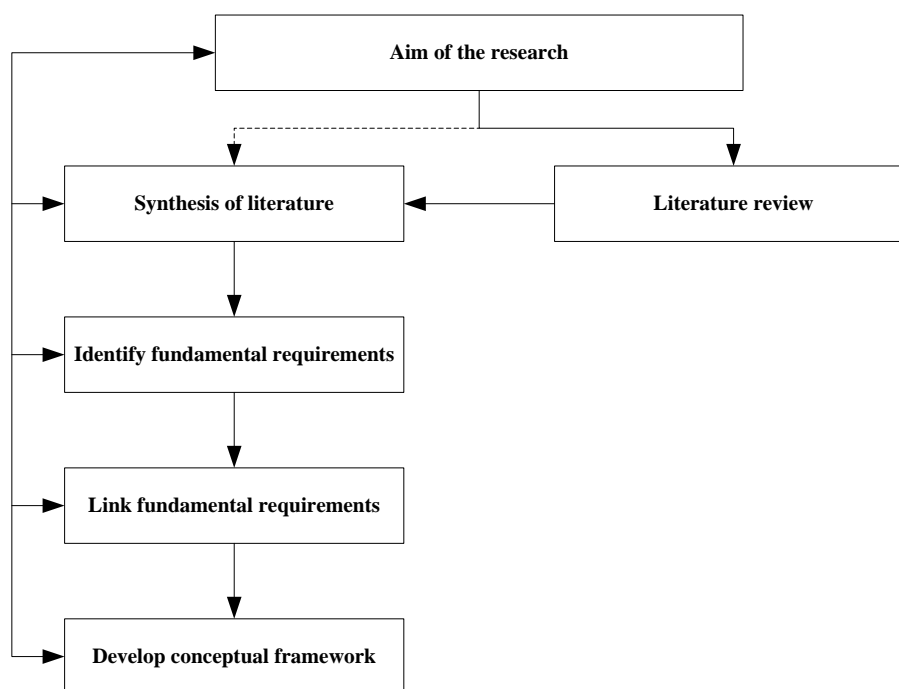 Aim of the research
Synthesis of literature
Literature review
Identify fundamental requirements
Link fundamental requirements
Develop conceptual framework